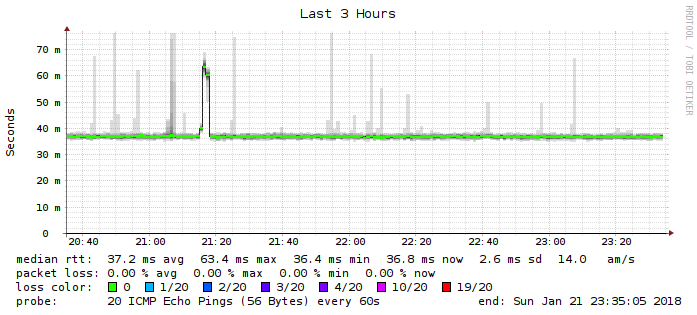 Last 3 Hours
RRDTOOL / TOBI OETIKER
Seconds
70 m
60 m
50 m
40 m
30 m
20 m
10 m
0
20:40 21:00 21:20 21:40 22:00 22:20 22:40 23:00 23:20
median rtt: 37.2 ms avg 63.4 ms max 36.4 ms min 36.8 ms now 2.6 ms sd 14.0 am/s
packet loss: 0.00 % avg 0.00 % max 0.00 % min 0.00 % now
loss color: 0 1/20 2/20 3/20 4/20 10/20 19/20
probe: 20 ICMP Echo Pings (56 Bytes) every 60s end: Sun Jan 21 23:35:05 2018